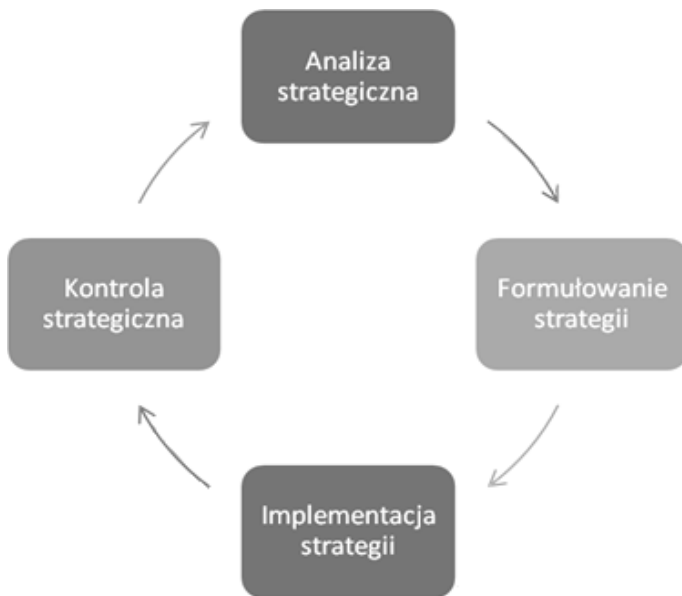 Analiza
strategiczna
Formułowanie
strategii
Implementacja
strategii
Kontrola
strategiczna